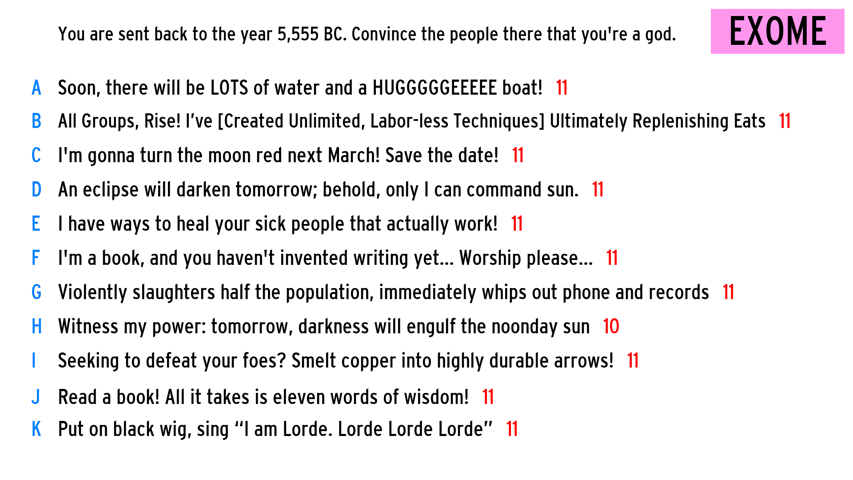 You are sent back to the year 5,555 BC. Convince the people there that you're a god.
EXOME
A Soon, there will be LOTS of water and a HUGGGGGEEEEE boat! 11
B All Groups, Rise! I’ve [Created Unlimited, Labor-less Techniques] Ultimately Replenishing Eats 11
C I'm gonna turn the moon red next March! Save the date! 11
D An eclipse will darken tomorrow; behold, only I can command sun. 11
E I have ways to heal your sick people that actually work! 11
F I'm a book, and you haven't invented writing yet... Worship please... 11
G Violently slaughters half the population, immediately whips out phone and records 11
H Witness my power: tomorrow, darkness will engulf the noonday sun 10
I Seeking to defeat your foes? Smelt copper into highly durable arrows! 11
J Read a book! All it takes is eleven words of wisdom! 11
K Put on black wig, sing “I am Lorde. Lorde Lorde Lorde” 11